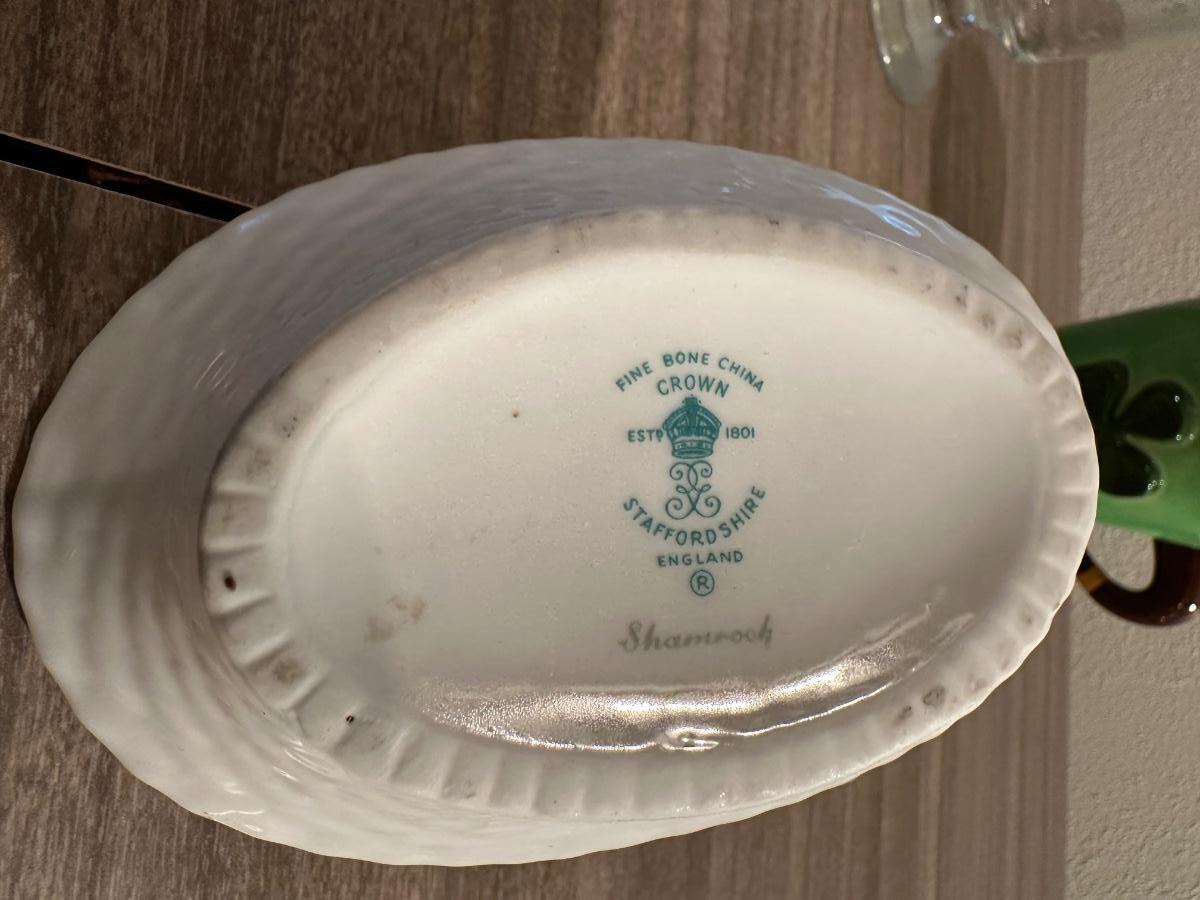 FINE BONE CHINA
CROWN
ESTD 1801
STAFFORDSHIRE
ENGLAND
®
Shamrock